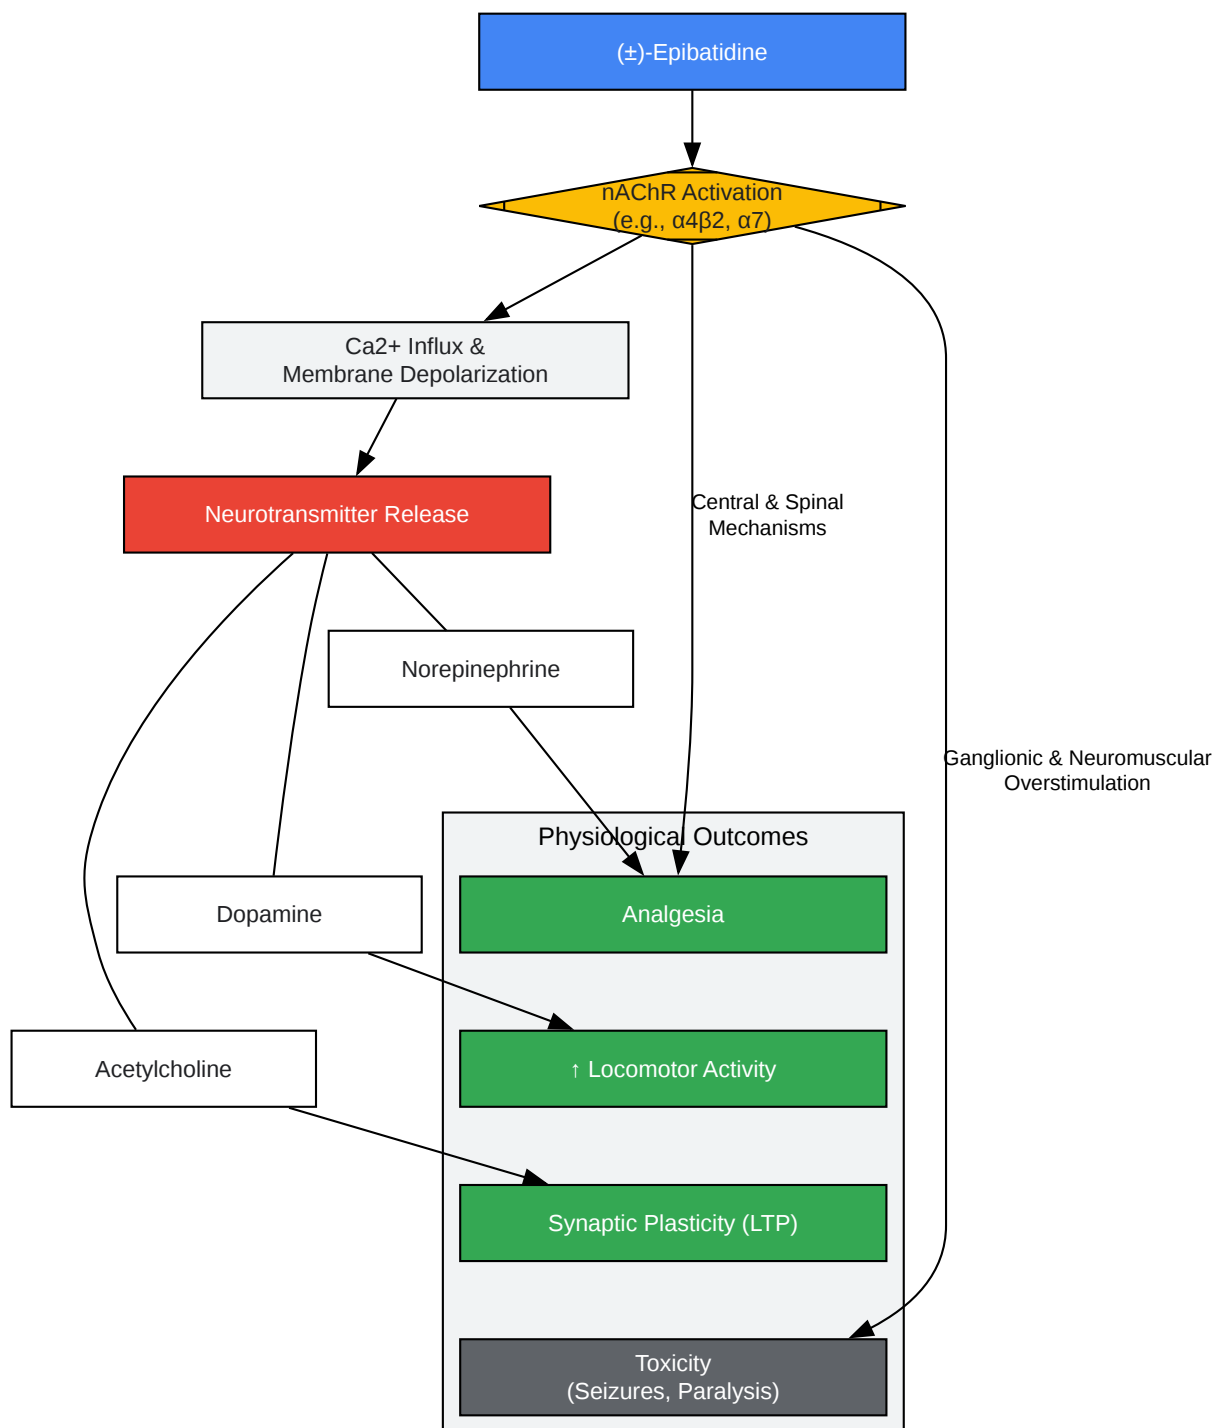 (±)-Epibatidine
nAChR Activation
(e.g., α4β2, α7)
Ca2+ Influx &
Membrane Depolarization
Neurotransmitter Release
Central & Spinal
Mechanisms
Norepinephrine
Ganglionic & Neuromuscular
Overstimulation
Physiological Outcomes
Dopamine
Analgesia
Acetylcholine
↑ Locomotor Activity
Synaptic Plasticity (LTP)
Toxicity
(Seizures, Paralysis)